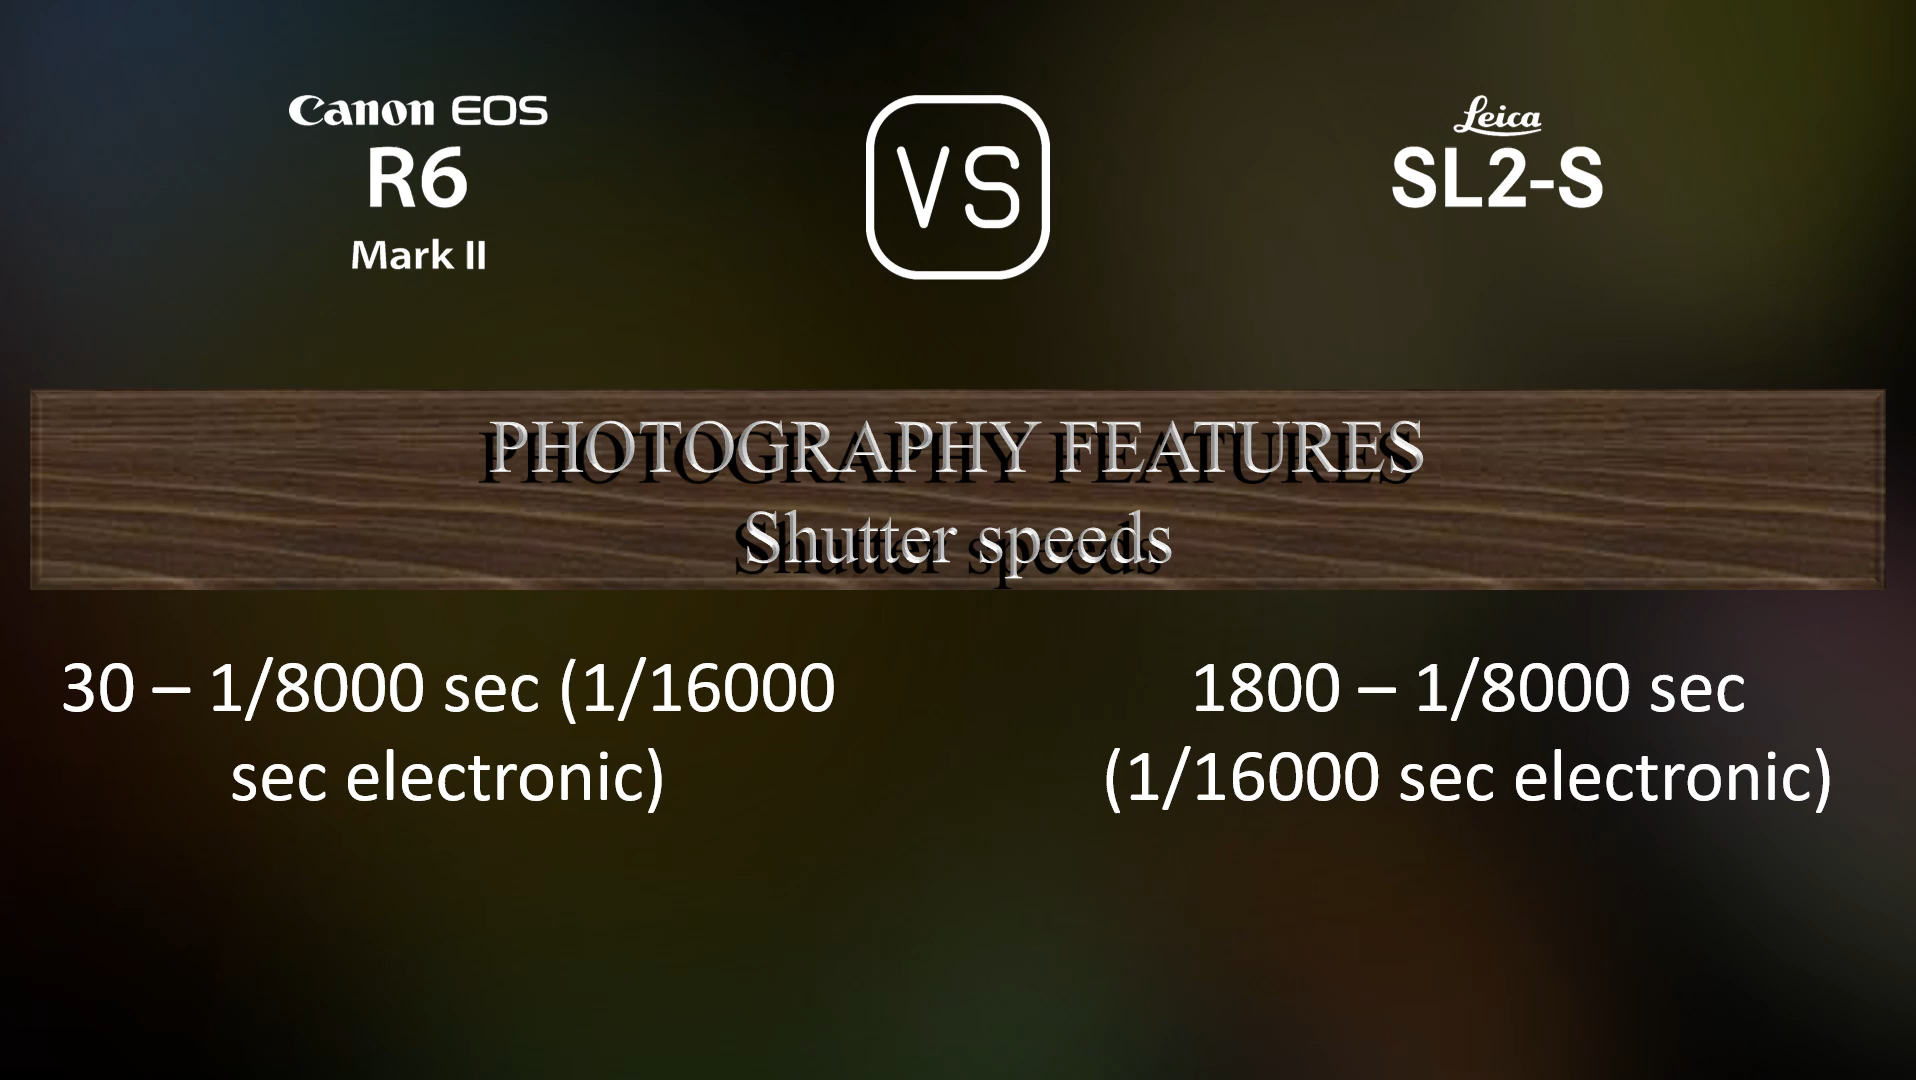 Canon EOS
R6
Mark II
VS
Leica
SL2-S
PHOTOGRAPHY FEATURES
Shutter speeds
30 – 1/8000 sec (1/16000
sec electronic)
1800 – 1/8000 sec
(1/16000 sec electronic)